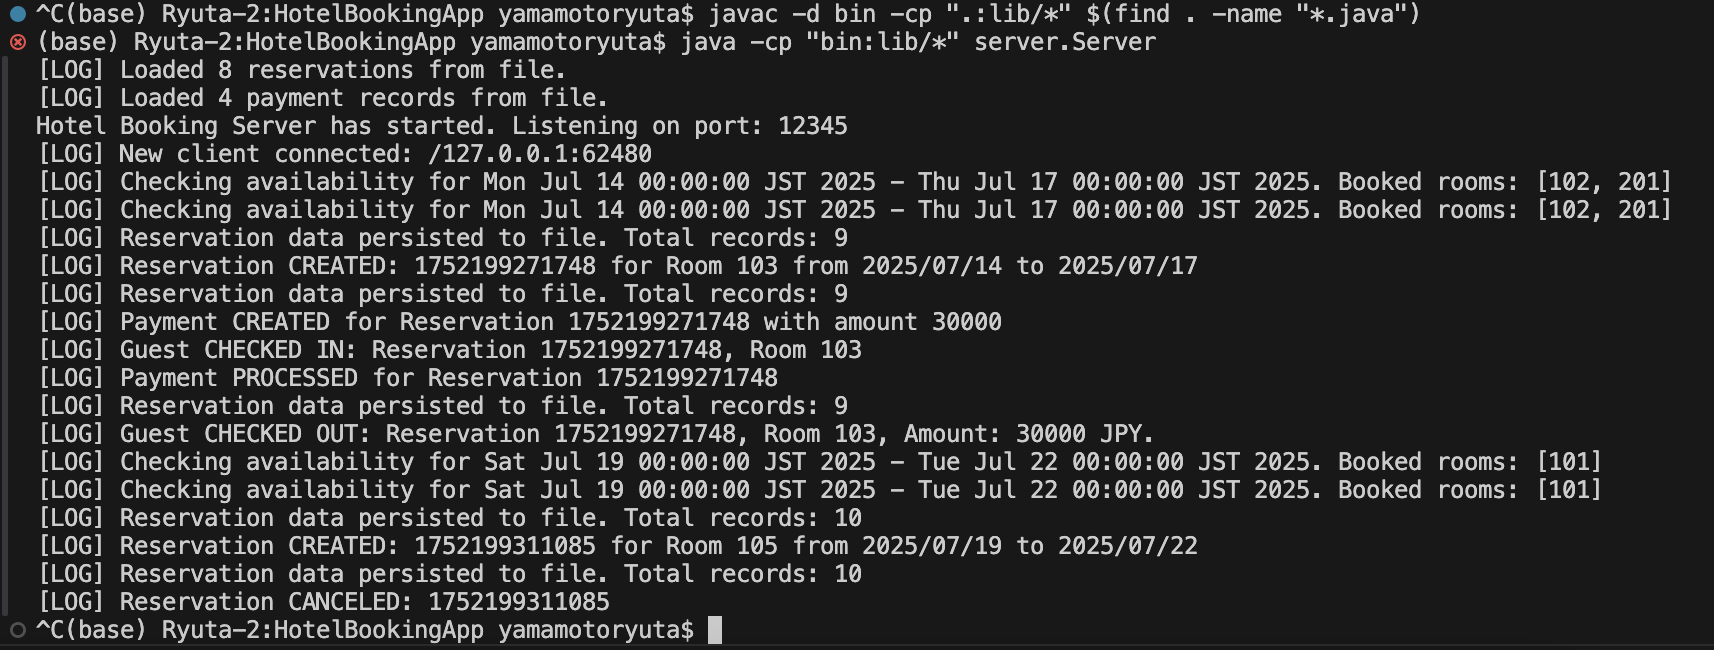 ^C(base) Ryuta-2:HotelBookingApp yamamotoryuta$ javac -d bin -cp ".:lib/*" $(find . -name "*.java")
(base) Ryuta-2:HotelBookingApp yamamotoryuta$ java -cp "bin:lib/*" server.Server
[LOG] Loaded 8 reservations from file.
[LOG] Loaded 4 payment records from file.
Hotel Booking Server has started. Listening on port: 12345
[LOG] New client connected: /127.0.0.1:62480
[LOG] Checking availability for Mon Jul 14 00:00:00 JST 2025 - Thu Jul 17 00:00:00 JST 2025. Booked rooms: [102, 201]
[LOG] Checking availability for Mon Jul 14 00:00:00 JST 2025 - Thu Jul 17 00:00:00 JST 2025. Booked rooms: [102, 201]
[LOG] Reservation data persisted to file. Total records: 9
[LOG] Reservation CREATED: 1752199271748 for Room 103 from 2025/07/14 to 2025/07/17
[LOG] Reservation data persisted to file. Total records: 9
[LOG] Payment CREATED for Reservation 1752199271748 with amount 30000
[LOG] Guest CHECKED IN: Reservation 1752199271748, Room 103
[LOG] Payment PROCESSED for Reservation 1752199271748
[LOG] Reservation data persisted to file. Total records: 9
[LOG] Guest CHECKED OUT: Reservation 1752199271748, Room 103, Amount: 30000 JPY.
[LOG] Checking availability for Sat Jul 19 00:00:00 JST 2025 - Tue Jul 22 00:00:00 JST 2025. Booked rooms: [101]
[LOG] Checking availability for Sat Jul 19 00:00:00 JST 2025 - Tue Jul 22 00:00:00 JST 2025. Booked rooms: [101]
[LOG] Reservation data persisted to file. Total records: 10
[LOG] Reservation CREATED: 1752199311085 for Room 105 from 2025/07/19 to 2025/07/22
[LOG] Reservation data persisted to file. Total records: 10
[LOG] Reservation CANCELED: 1752199311085
^C(base) Ryuta-2:HotelBookingApp yamamotoryuta$